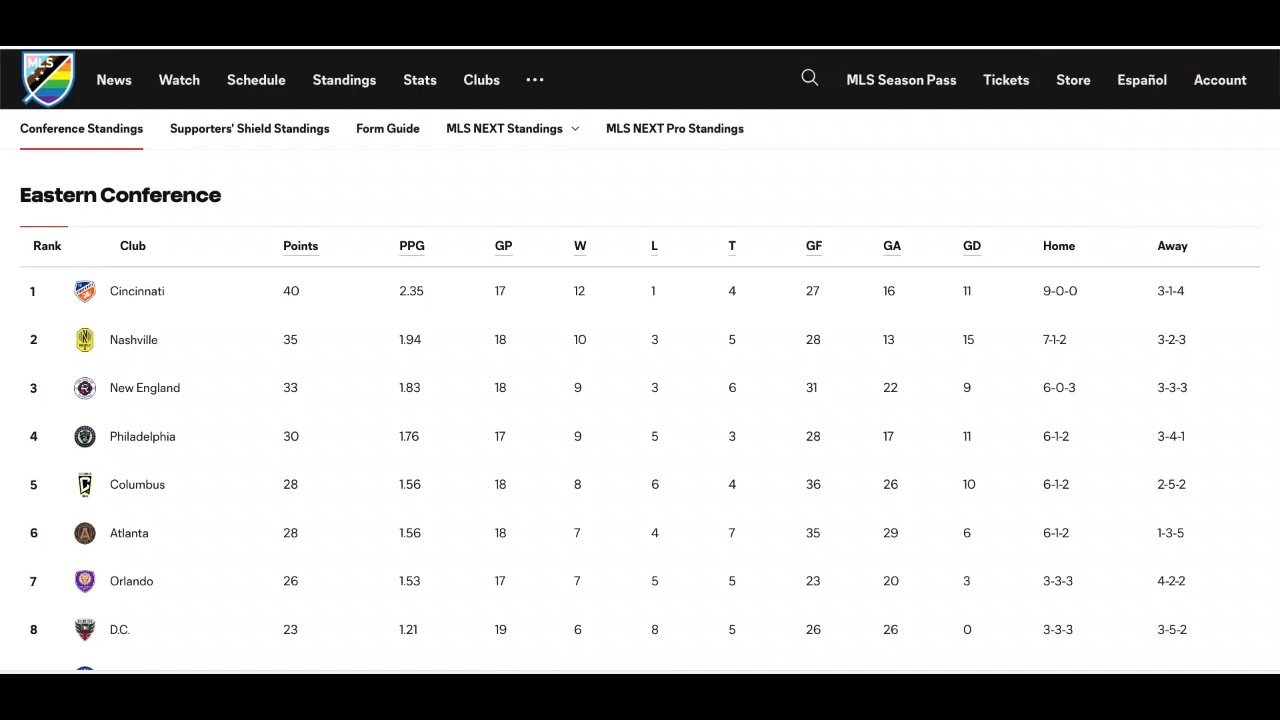 MLS
News Watch Schedule Standings Stats Clubs ••• MLS Season Pass Tickets Store Español Account
Conference Standings Supporters' Shield Standings Form Guide MLS NEXT Standings MLS NEXT Pro Standings
Eastern Conference
Rank Club Points PPG GP W L T GF GA GD Home Away
1 Cincinnati 40 2.35 17 12 1 4 27 16 11 9-0-0 3-1-4
2 Nashville 35 1.94 18 10 3 5 28 13 15 7-1-2 3-2-3
3 New England 33 1.83 18 9 3 6 31 22 9 6-0-3 3-3-3
4 Philadelphia 30 1.76 17 9 5 3 28 17 11 6-1-2 3-4-1
5 Columbus 28 1.56 18 8 6 4 36 26 10 6-1-2 2-5-2
6 Atlanta 28 1.56 18 7 4 7 35 29 6 6-1-2 1-3-5
7 Orlando 26 1.53 17 7 5 5 23 20 3 3-3-3 4-2-2
8 D.C. 23 1.21 19 6 8 5 26 26 0 3-3-3 3-5-2